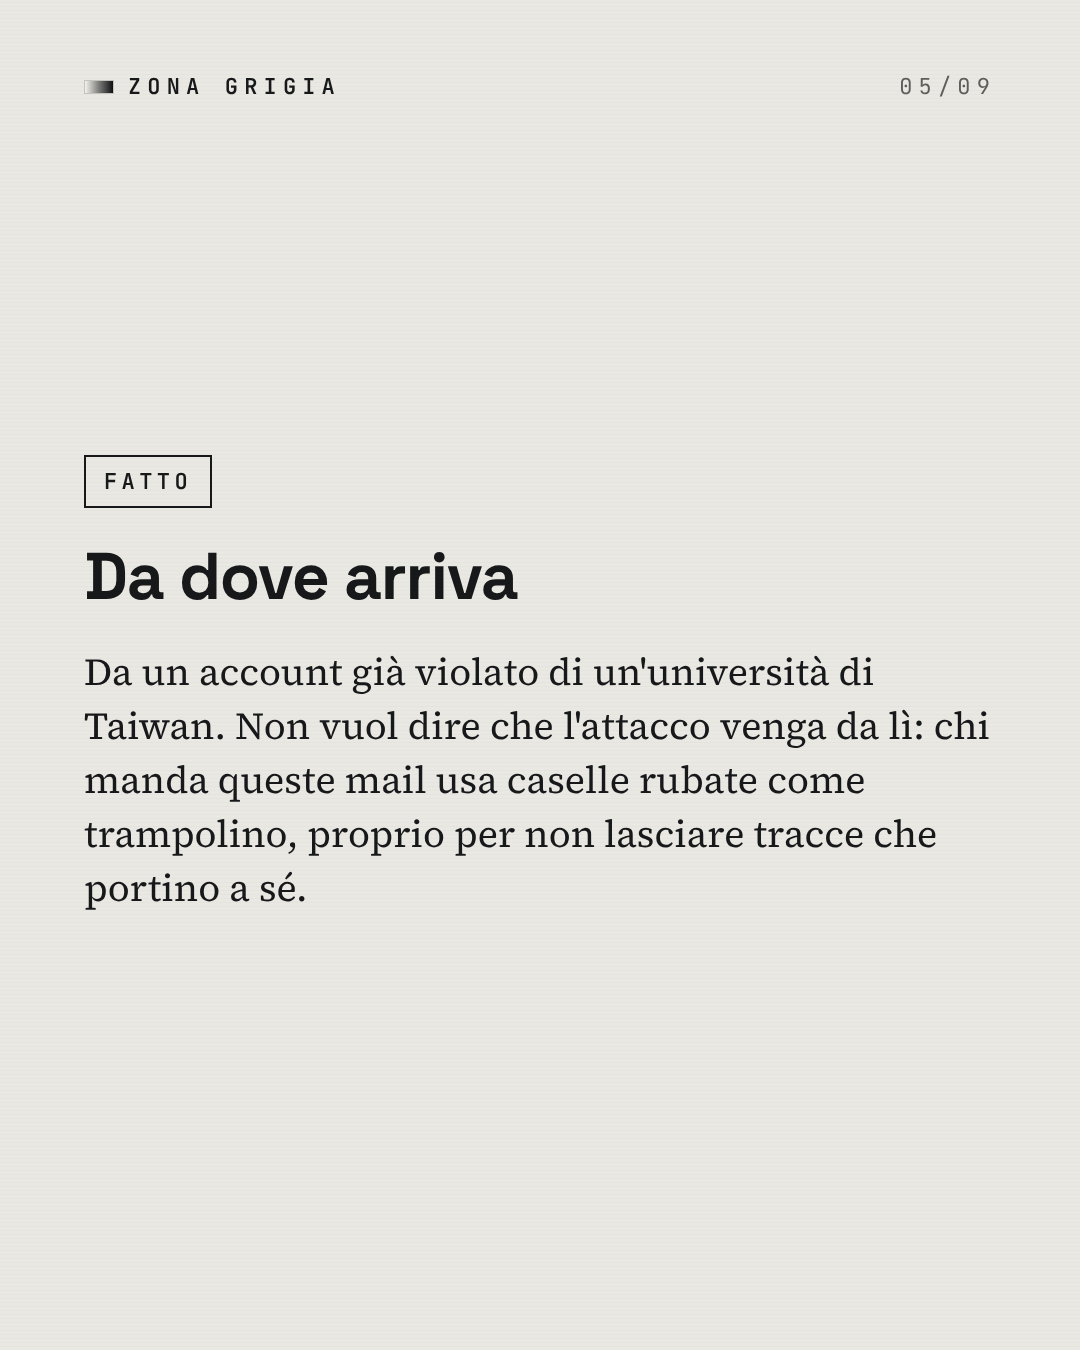 ZONA GRIGIA
05/09
FATTO
Da dove arriva
Da un account già violato di un'università di
Taiwan. Non vuol dire che l'attacco venga da lì: chi
manda queste mail usa caselle rubate come
trampolino, proprio per non lasciare tracce che
portino a sé.